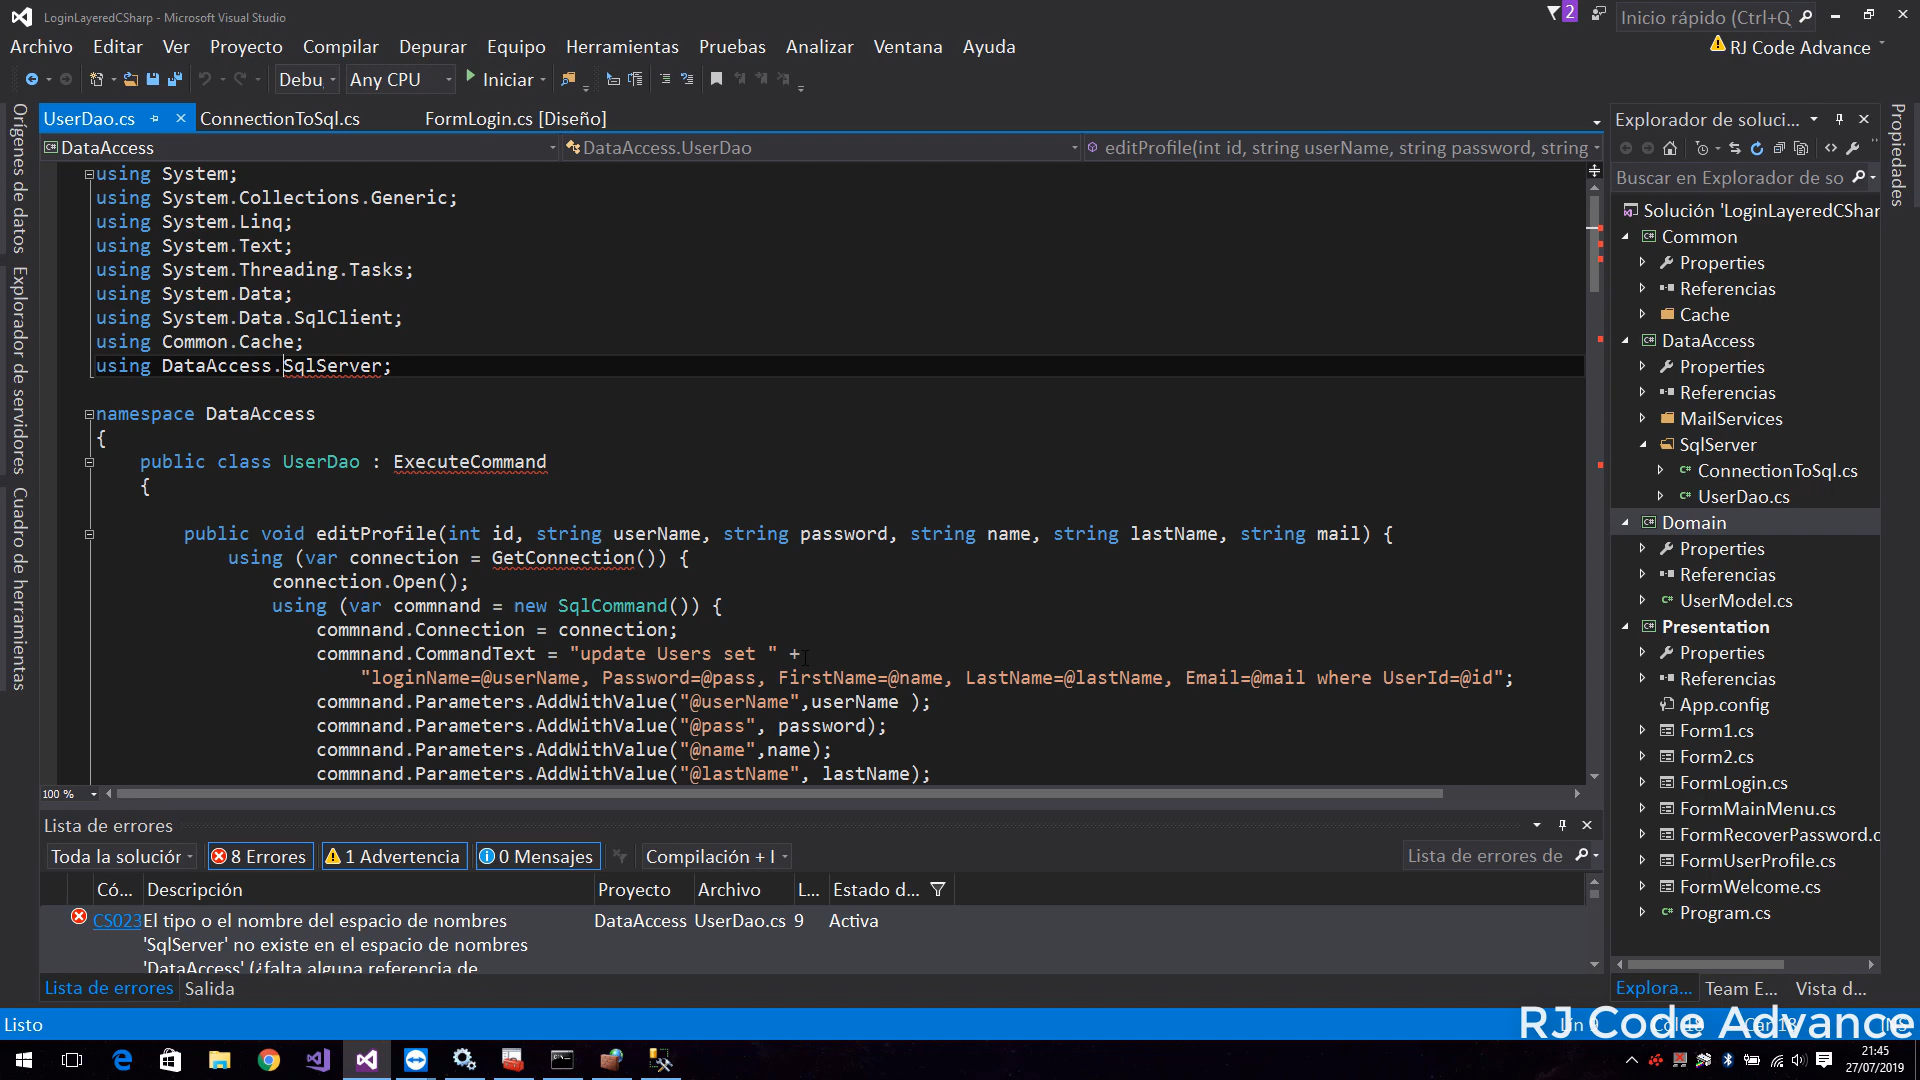 LoginLayeredCSharp - Microsoft Visual Studio
2
Inicio rápido (Ctrl+Q
Archivo Editar Ver Proyecto Compilar Depurar Equipo Herramientas Pruebas Analizar Ventana Ayuda
RJ Code Advance
Debu Any CPU Iniciar
Orígenes de datos
Explorador de servidores
Cuadro de herramientas
UserDao.cs ConnectionToSql.cs FormLogin.cs [Diseño]
DataAccess DataAccess.UserDao editProfile(int id, string userName, string password, string
using System;
using System.Collections.Generic;
using System.Linq;
using System.Text;
using System.Threading.Tasks;
using System.Data;
using System.Data.SqlClient;
using Common.Cache;
using DataAccess.SqlServer;
namespace DataAccess
{
public class UserDao : ExecuteCommand
{
public void editProfile(int id, string userName, string password, string name, string lastName, string mail) {
using (var connection = GetConnection()) {
connection.Open();
using (var commnand = new SqlCommand()) {
commnand.Connection = connection;
commnand.CommandText = "update Users set " +
"loginName=@userName, Password=@pass, FirstName=@name, LastName=@lastName, Email=@mail where UserId=@id";
commnand.Parameters.AddWithValue("@userName",userName );
commnand.Parameters.AddWithValue("@pass", password);
commnand.Parameters.AddWithValue("@name",name);
commnand.Parameters.AddWithValue("@lastName", lastName);
100 %
Lista de errores
Toda la solución 8 Errores 1 Advertencia 0 Mensajes Compilación + I Lista de errores de
Có... Descripción Proyecto Archivo L... Estado d...
CS023 El tipo o el nombre del espacio de nombres DataAccess UserDao.cs 9 Activa
'SqlServer' no existe en el espacio de nombres
'DataAccess' (¿falta alguna referencia de
Lista de errores Salida
Explorador de soluci...
Buscar en Explorador de so
Solución 'LoginLayeredCSharp
Common
Properties
Referencias
Cache
DataAccess
Properties
Referencias
MailServices
SqlServer
ConnectionToSql.cs
UserDao.cs
Domain
Properties
Referencias
UserModel.cs
Presentation
Properties
Referencias
App.config
Form1.cs
Form2.cs
FormLogin.cs
FormMainMenu.cs
FormRecoverPassword.c
FormUserProfile.cs
FormWelcome.cs
Program.cs
Explora... Team E... Vista d...
Propiedades
Listo
RJ Code Advance
21:45
27/07/2019